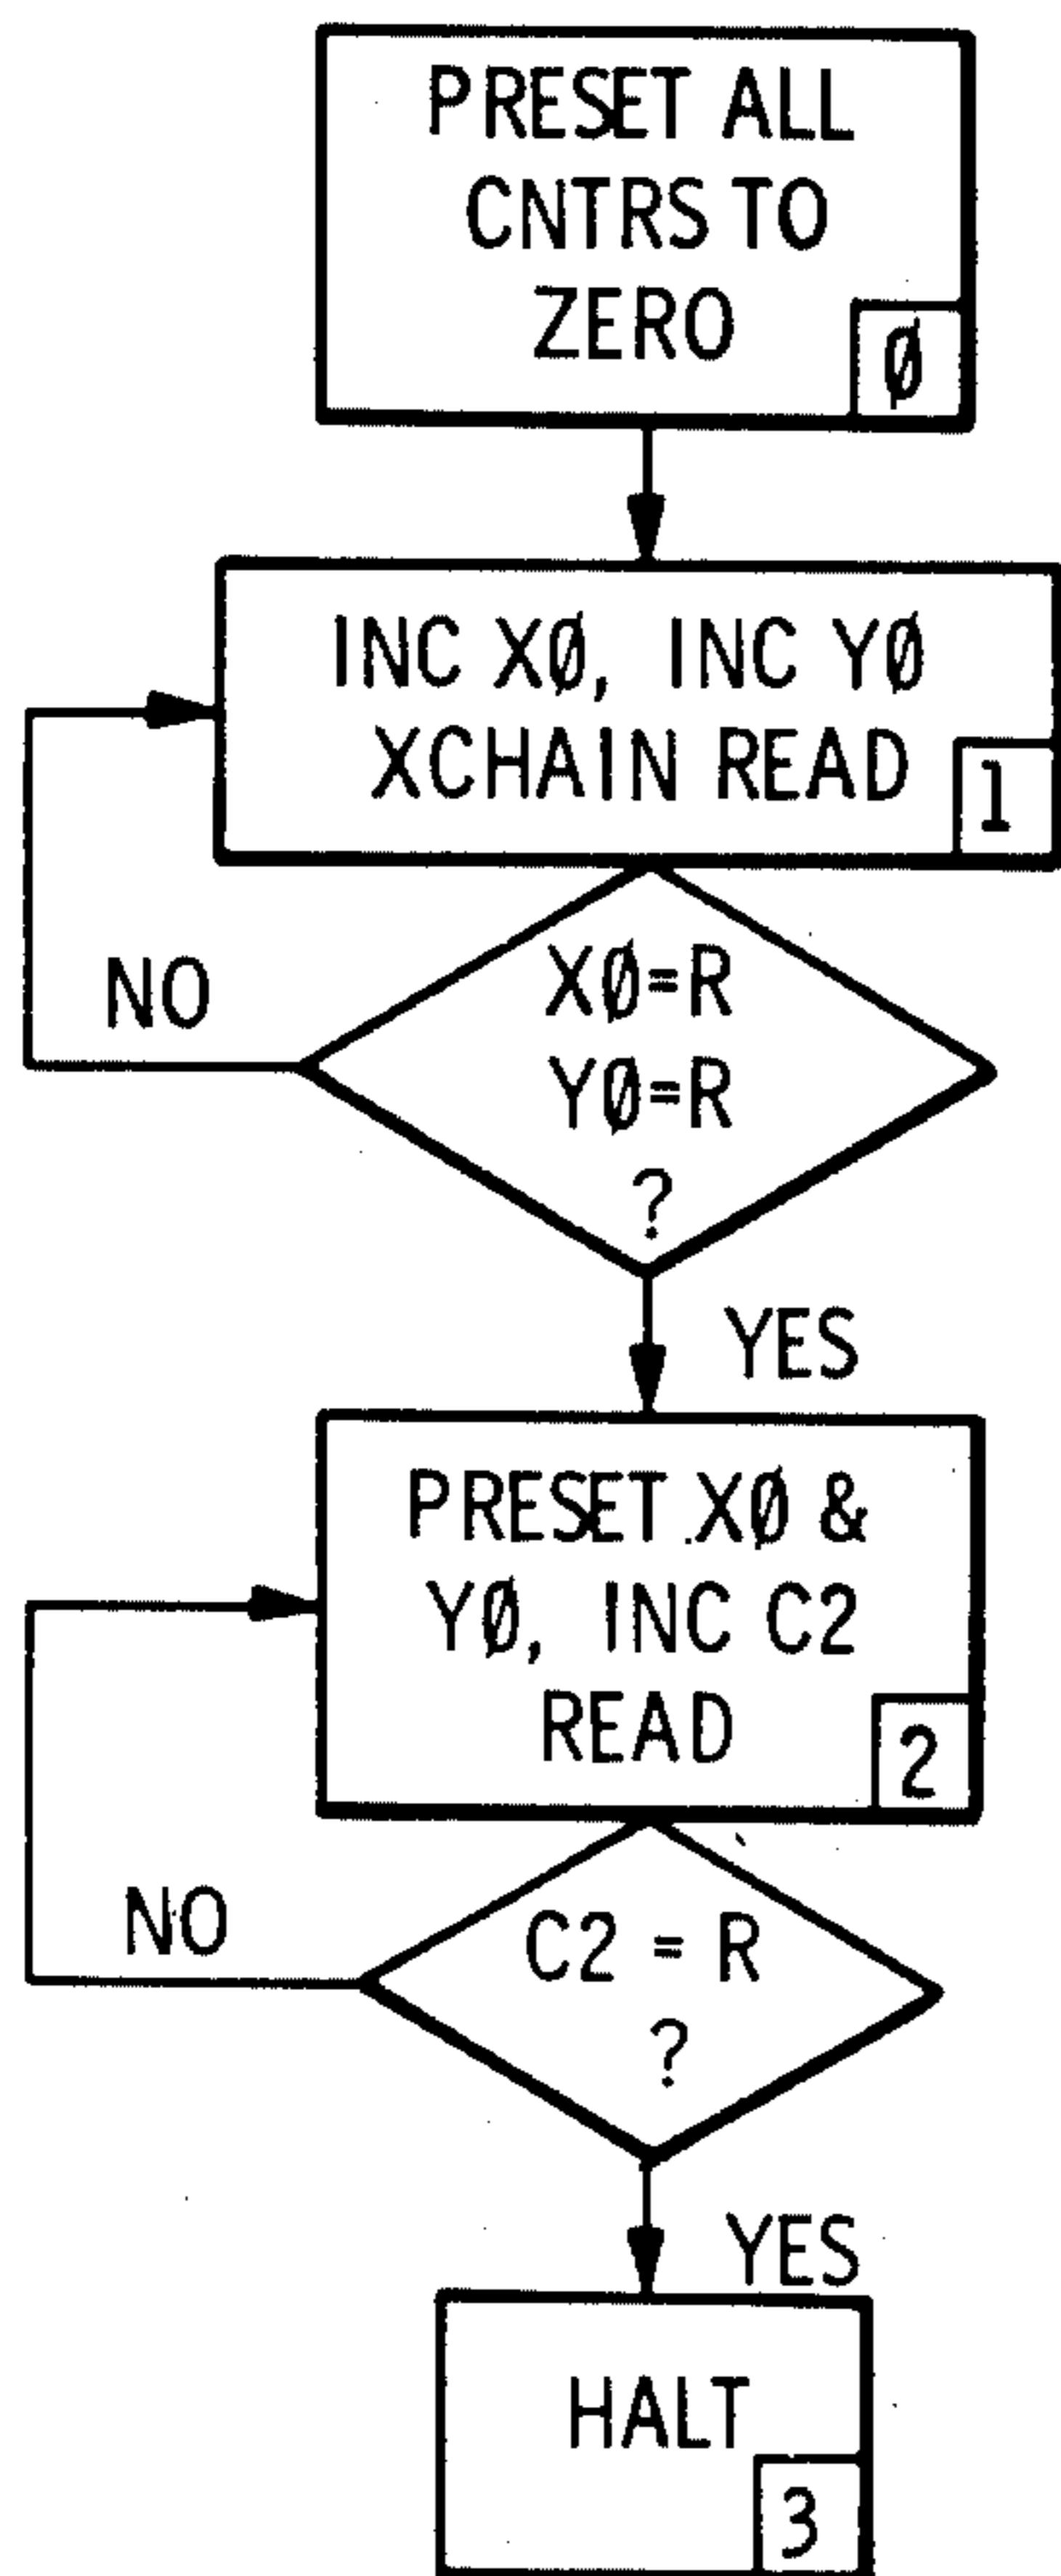 PRESET ALL
CNTRS TO
ZERO
Ø
INC XØ, INC YØ
XCHAIN READ
1
NO
XØ=R
YØ=R
?
YES
PRESET XØ &
YØ, INC C2
READ
2
NO
C2 = R
?
YES
HALT
3